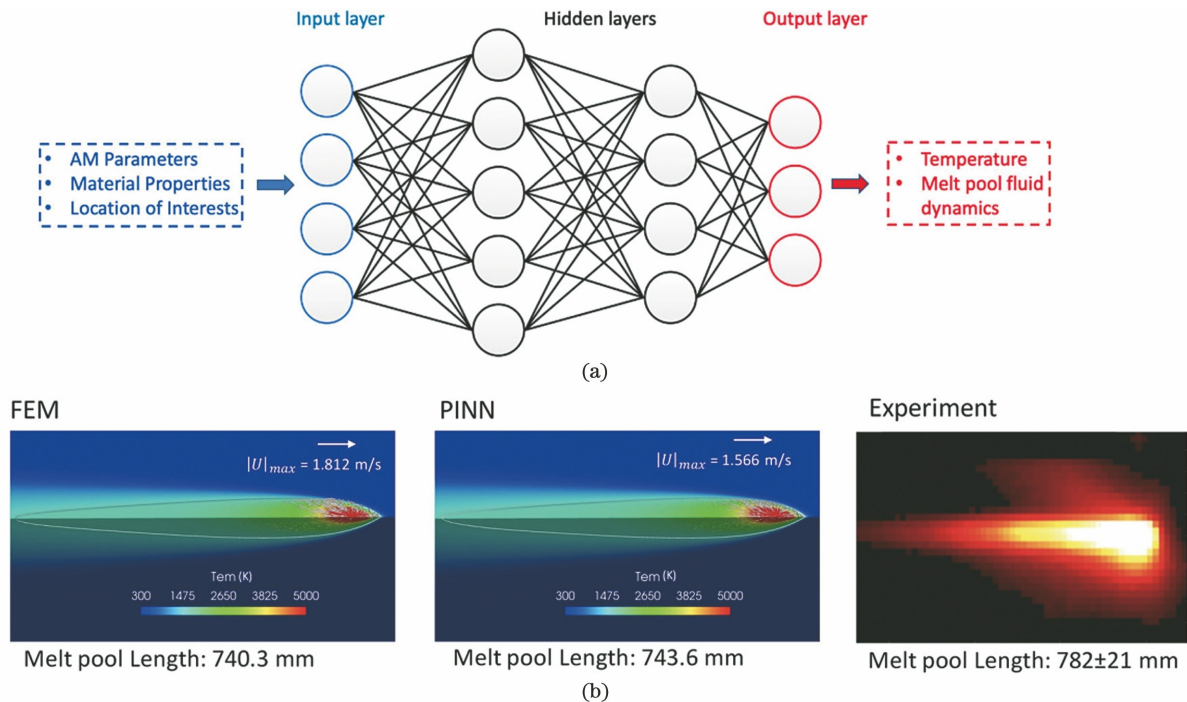 Input layer
Hidden layers
Output layer
• AM Parameters
• Material Properties
• Location of Interests
• Temperature
• Melt pool fluid
dynamics
(a)
FEM
PINN
Experiment
|U|max = 1.812 m/s
|U|max = 1.566 m/s
Tem (K)
300 1475 2650 3825 5000
Tem (K)
300 1475 2650 3825 5000
Melt pool Length: 740.3 mm
Melt pool Length: 743.6 mm
Melt pool Length: 782±21 mm
(b)